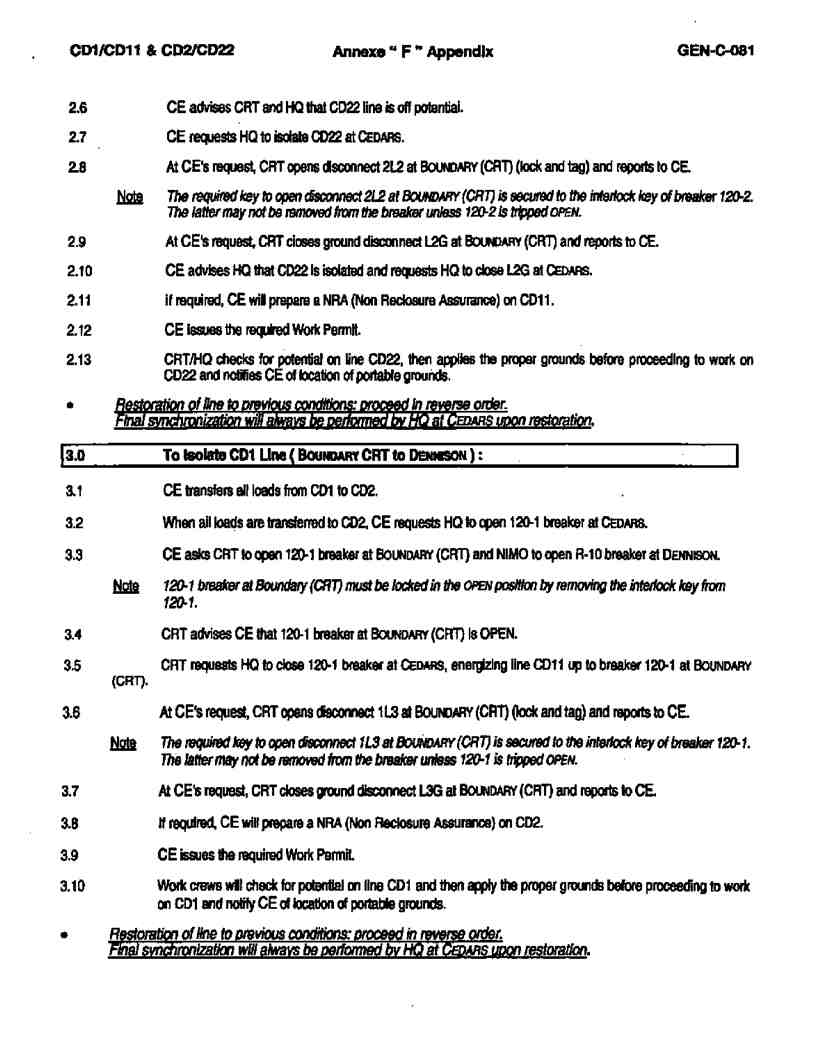 CD1/CD11 & CD2/CD22 Annexe " F " Appendix GEN-C-081
2.6 CE advises CRT and HQ that CD22 line is off potential.
2.7 CE requests HQ to isolate CD22 at CEDARS.
2.8 At CE's request, CRT opens disconnect 2L2 at BOUNDARY (CRT) (lock and tag) and reports to CE.
Note The required key to open disconnect 2L2 at BOUNDARY (CRT) is secured to the interlock key of breaker 120-2.
The latter may not be removed from the breaker unless 120-2 is tripped OPEN.
2.9 At CE's request, CRT closes ground disconnect L2G at BOUNDARY (CRT) and reports to CE.
2.10 CE advises HQ that CD22 is isolated and requests HQ to close L2G at CEDARS.
2.11 If required, CE will prepare a NRA (Non Reclosure Assurance) on CD11.
2.12 CE issues the required Work Permit.
2.13 CRT/HQ checks for potential on line CD22, then applies the proper grounds before proceeding to work on
CD22 and notifies CE of location of portable grounds.
• Restoration of line to previous conditions: proceed in reverse order.
Final synchronization will always be performed by HQ at CEDARS upon restoration.
3.0 To Isolate CD1 Line ( BOUNDARY CRT to DENNISON ) :
3.1 CE transfers all loads from CD1 to CD2.
3.2 When all loads are transferred to CD2, CE requests HQ to open 120-1 breaker at CEDARS.
3.3 CE asks CRT to open 120-1 breaker at BOUNDARY (CRT) and NIMO to open R-10 breaker at DENNISON.
Note 120-1 breaker at Boundary (CRT) must be locked in the OPEN position by removing the interlock key from
120-1.
3.4 CRT advises CE that 120-1 breaker at BOUNDARY (CRT) is OPEN.
3.5 CRT requests HQ to close 120-1 breaker at CEDARS, energizing line CD11 up to breaker 120-1 at BOUNDARY
(CRT).
3.6 At CE's request, CRT opens disconnect 1L3 at BOUNDARY (CRT) (lock and tag) and reports to CE.
Note The required key to open disconnect 1L3 at BOUNDARY (CRT) is secured to the interlock key of breaker 120-1.
The latter may not be removed from the breaker unless 120-1 is tripped OPEN.
3.7 At CE's request, CRT closes ground disconnect L3G at BOUNDARY (CRT) and reports to CE.
3.8 If required, CE will prepare a NRA (Non Reclosure Assurance) on CD2.
3.9 CE issues the required Work Permit.
3.10 Work crews will check for potential on line CD1 and then apply the proper grounds before proceeding to work
on CD1 and notify CE of location of portable grounds.
• Restoration of line to previous conditions: proceed in reverse order.
Final synchronization will always be performed by HQ at CEDARS upon restoration.